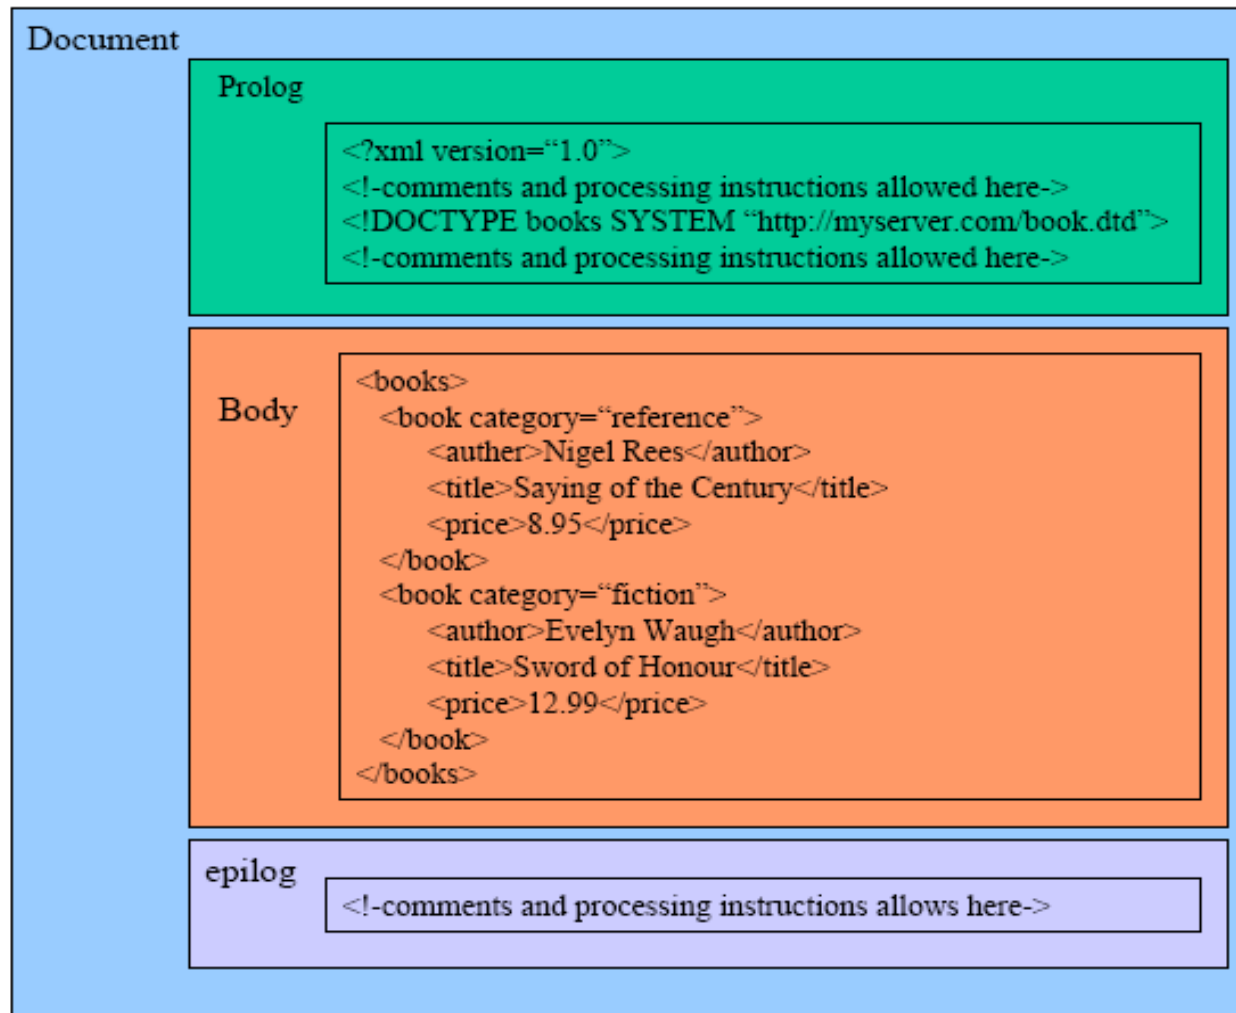 Document
Prolog
<?xml version=“1.0”>
<!-comments and processing instructions allowed here->
<!DOCTYPE books SYSTEM “http://myserver.com/book.dtd”>
<!-comments and processing instructions allowed here->
Body
<books>
<book category=“reference”>
<auther>Nigel Rees</author>
<title>Saying of the Century</title>
<price>8.95</price>
</book>
<book category=“fiction”>
<author>Evelyn Waugh</author>
<title>Sword of Honour</title>
<price>12.99</price>
</book>
</books>
epilog
<!-comments and processing instructions allows here->